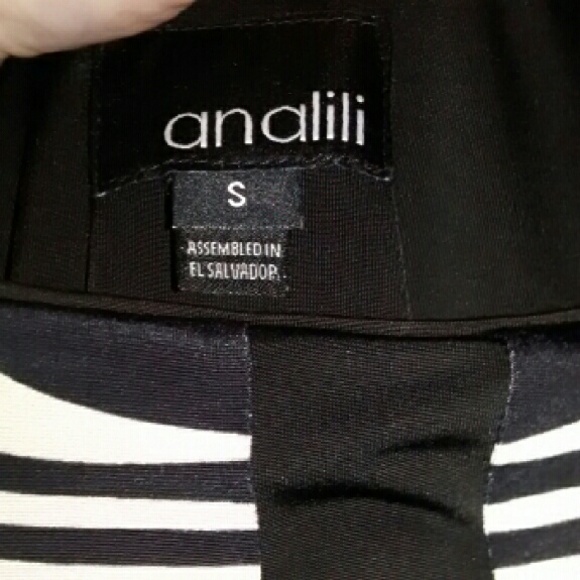 analili
S
ASSEMBLED IN
EL SALVADOR